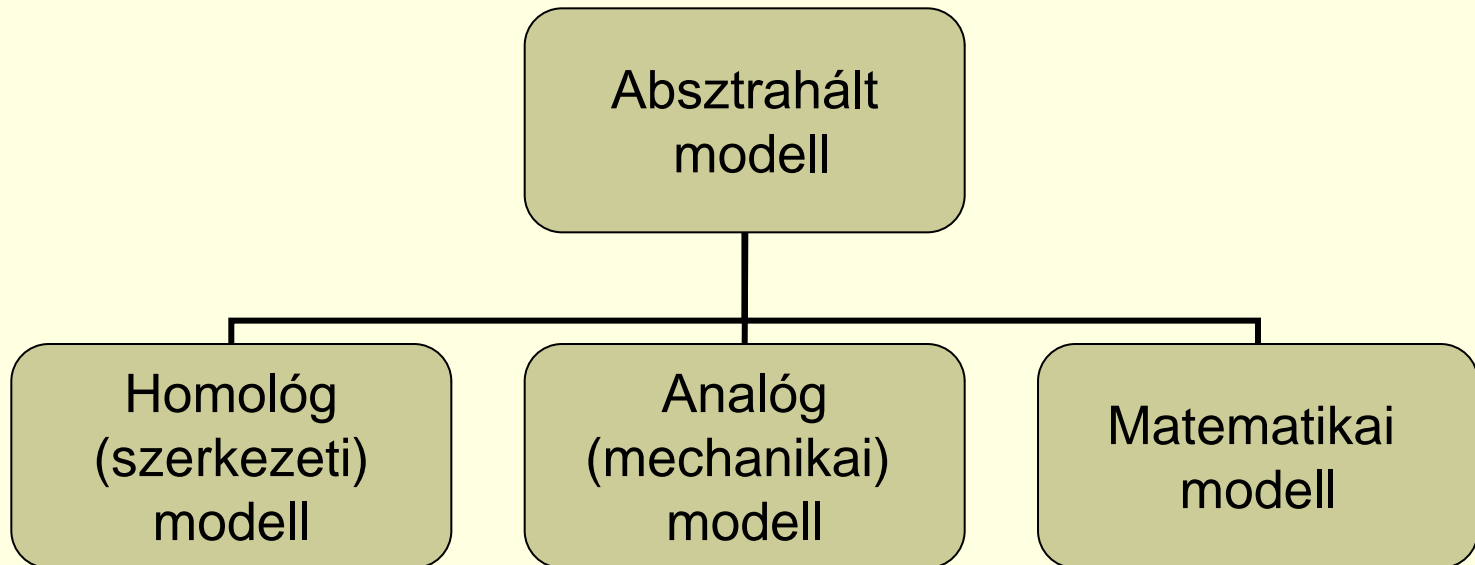 Absztrahált
modell
Homológ
(szerkezeti)
modell
Analóg
(mechanikai)
modell
Matematikai
modell